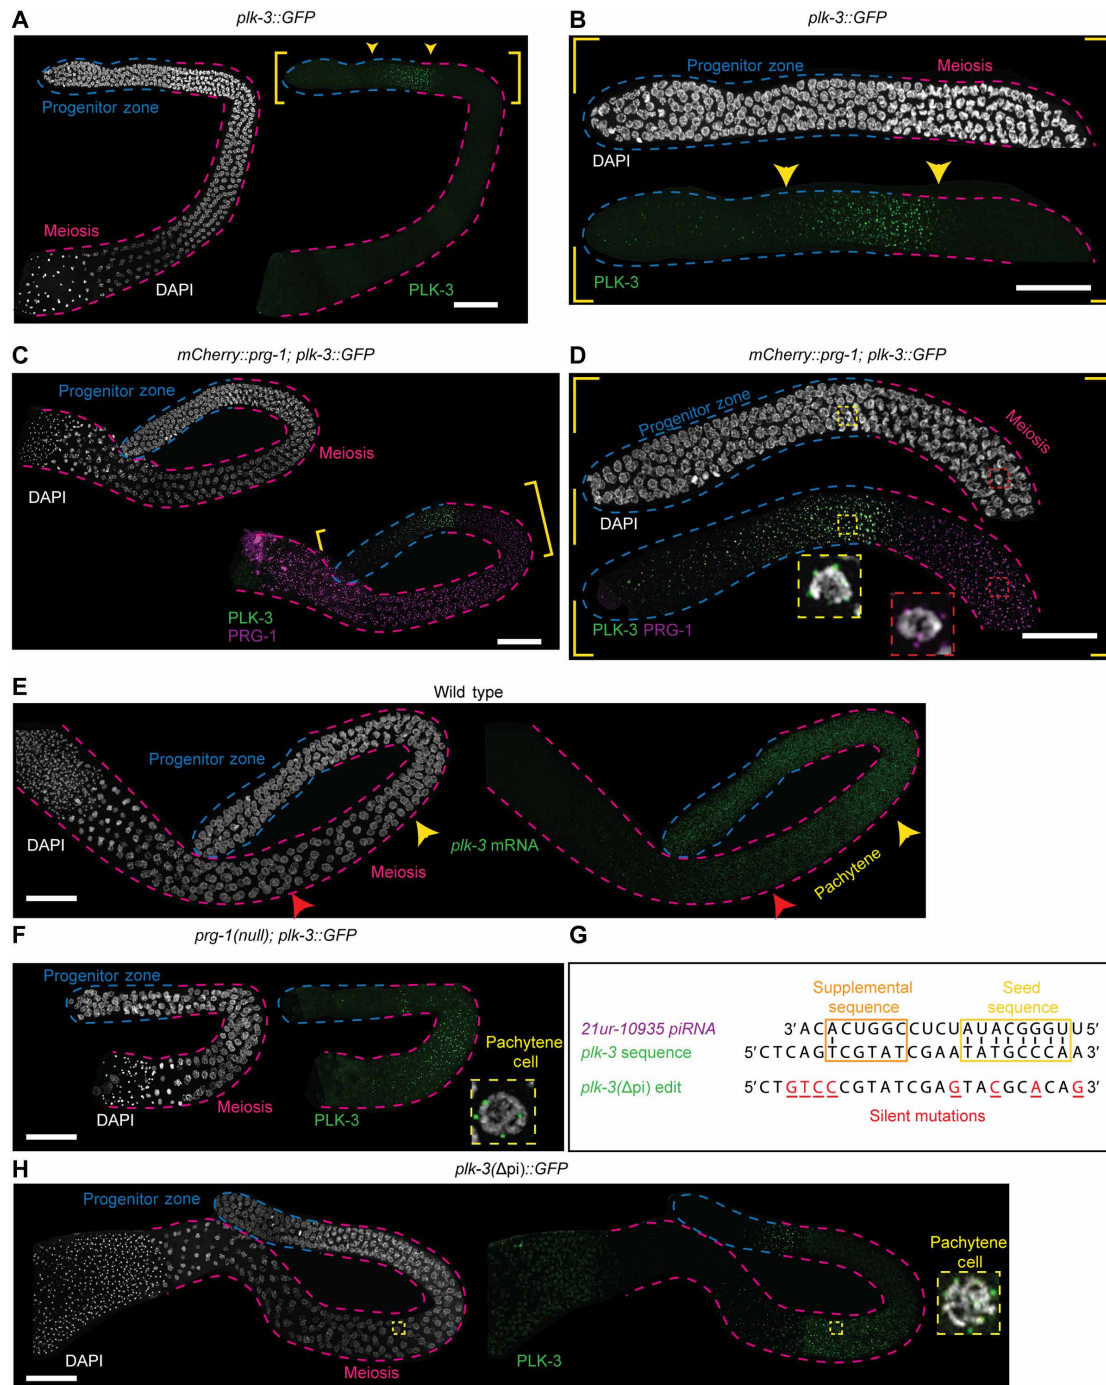 A
plk-3::GFP
Progenitor zone
Meiosis
DAPI
PLK-3
B
plk-3::GFP
Progenitor zone
Meiosis
DAPI
PLK-3
C
mCherry::prg-1; plk-3::GFP
Progenitor zone
Meiosis
DAPI
PLK-3
PRG-1
D
mCherry::prg-1; plk-3::GFP
Progenitor zone
Meiosis
DAPI
PLK-3 PRG-1
E
Wild type
Progenitor zone
DAPI
plk-3 mRNA
Meiosis
Pachytene
F
prg-1(null); plk-3::GFP
Progenitor zone
Pachytene
cell
Meiosis
PLK-3
G
Supplemental
sequence
Seed
sequence
21ur-10935 piRNA 3′ ACACUGGCCUCUAUACGGGUU5′
plk-3 sequence 5′CTCAGTCGTATCGAATATGCCCAA3′
plk-3(Δpi) edit 5′CTGTCCCGTATCGAGTACGCACAG3′
Silent mutations
H
plk-3(Δpi)::GFP
Progenitor zone
Pachytene
cell
DAPI
Meiosis
PLK-3